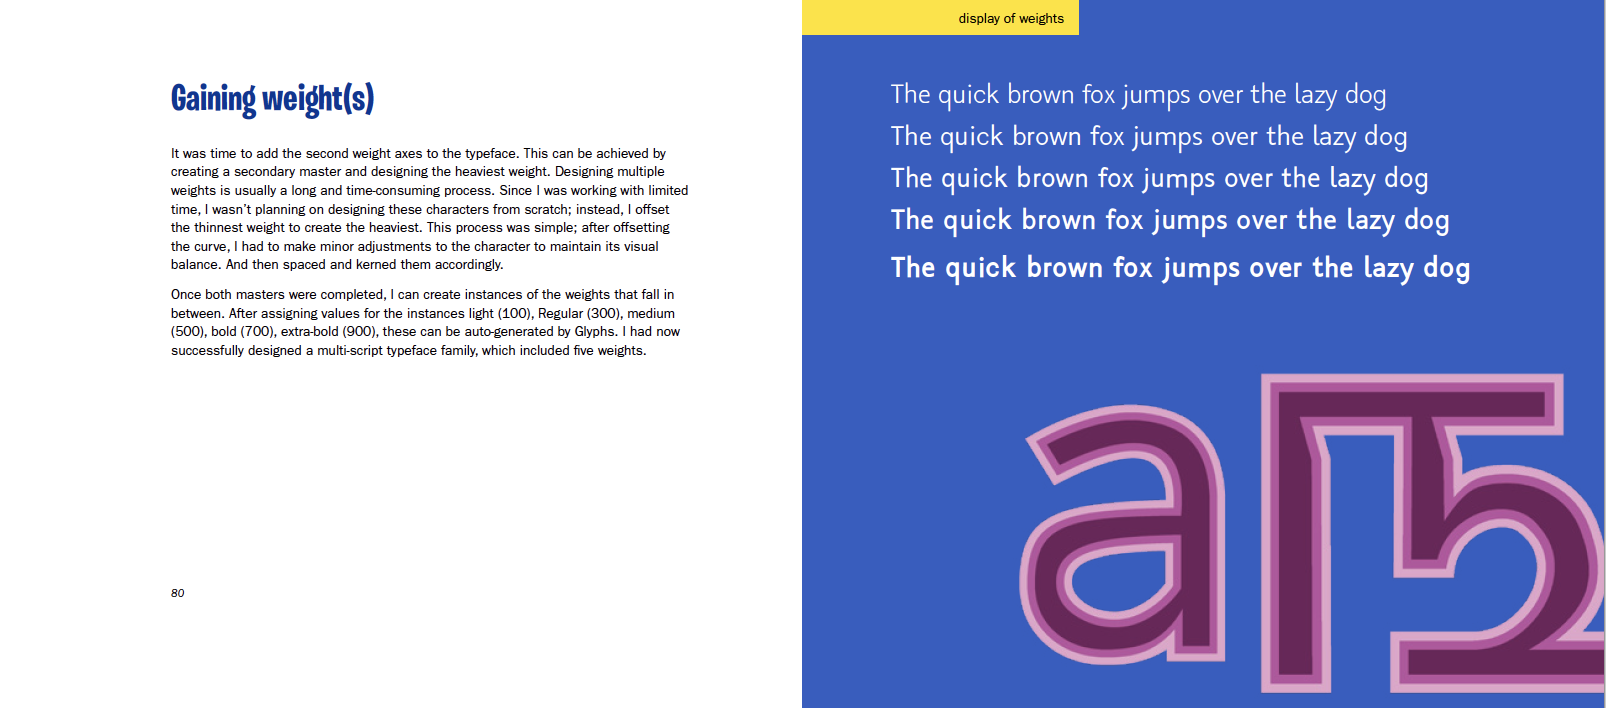 Gaining weight(s)
It was time to add the second weight axes to the typeface. This can be achieved by
creating a secondary master and designing the heaviest weight. Designing multiple
weights is usually a long and time-consuming process. Since I was working with limited
time, I wasn’t planning on designing these characters from scratch; instead, I offset
the thinnest weight to create the heaviest. This process was simple; after offsetting
the curve, I had to make minor adjustments to the character to maintain its visual
balance. And then spaced and kerned them accordingly.
Once both masters were completed, I can create instances of the weights that fall in
between. After assigning values for the instances light (100), Regular (300), medium
(500), bold (700), extra-bold (900), these can be auto-generated by Glyphs. I had now
successfully designed a multi-script typeface family, which included five weights.
80
display of weights
The quick brown fox jumps over the lazy dog
The quick brown fox jumps over the lazy dog
The quick brown fox jumps over the lazy dog
The quick brown fox jumps over the lazy dog
The quick brown fox jumps over the lazy dog
a